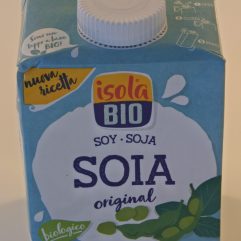 nuova
ricetta
isola
BIO
SOY - SOJA
SOIA
original
biologico